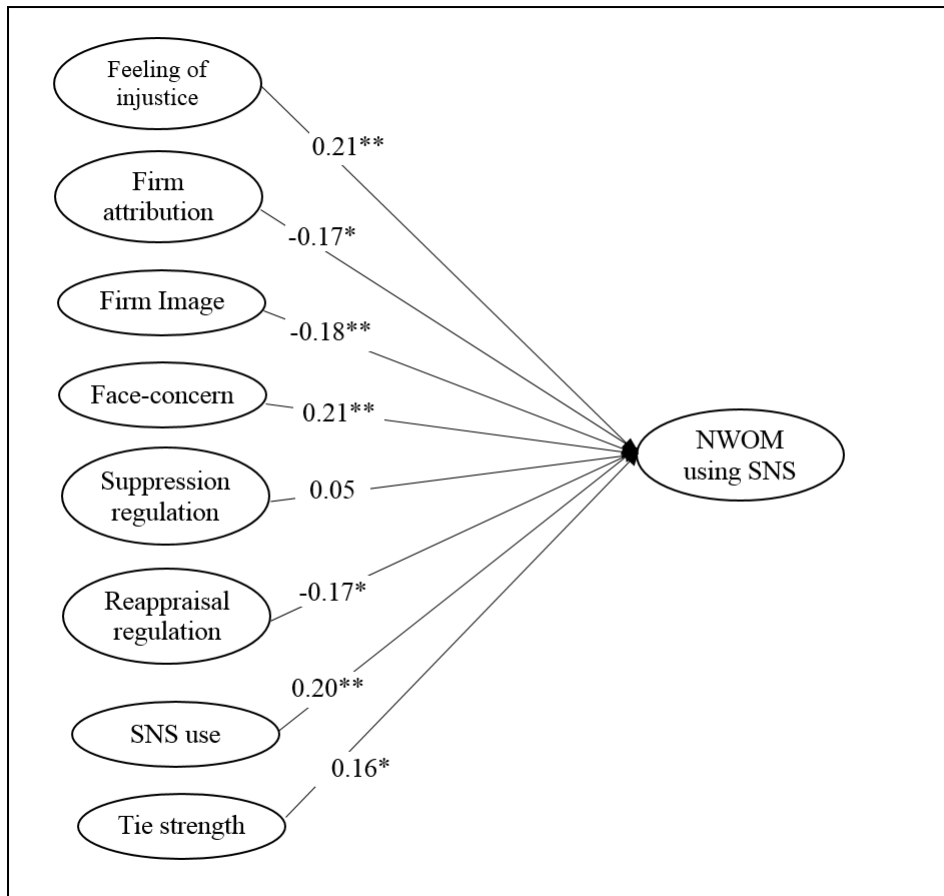 Feeling of
injustice
0.21**
Firm
attribution
-0.17*
Firm Image
-0.18**
Face-concern
0.21**
Suppression
regulation
0.05
Reappraisal
regulation
-0.17*
SNS use
0.20**
Tie strength
0.16*
NWOM
using SNS